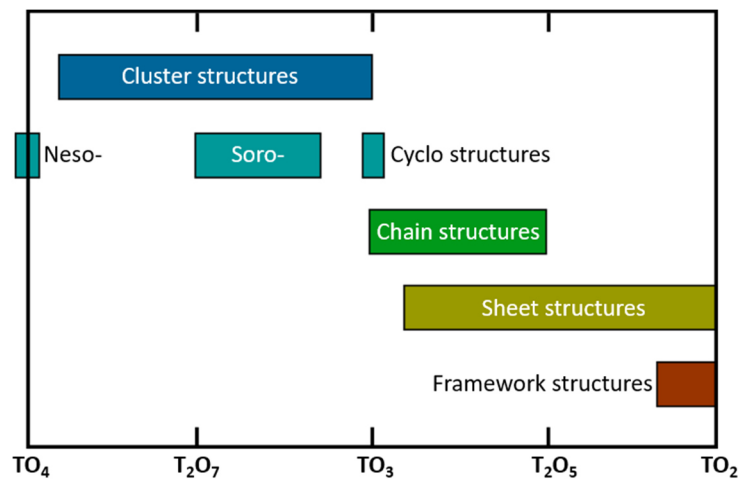 Cluster structures
Neso-
Soro-
Cyclo structures
Chain structures
Sheet structures
Framework structures
TO₄
T₂O₇
TO₃
T₂O₅
TO₂